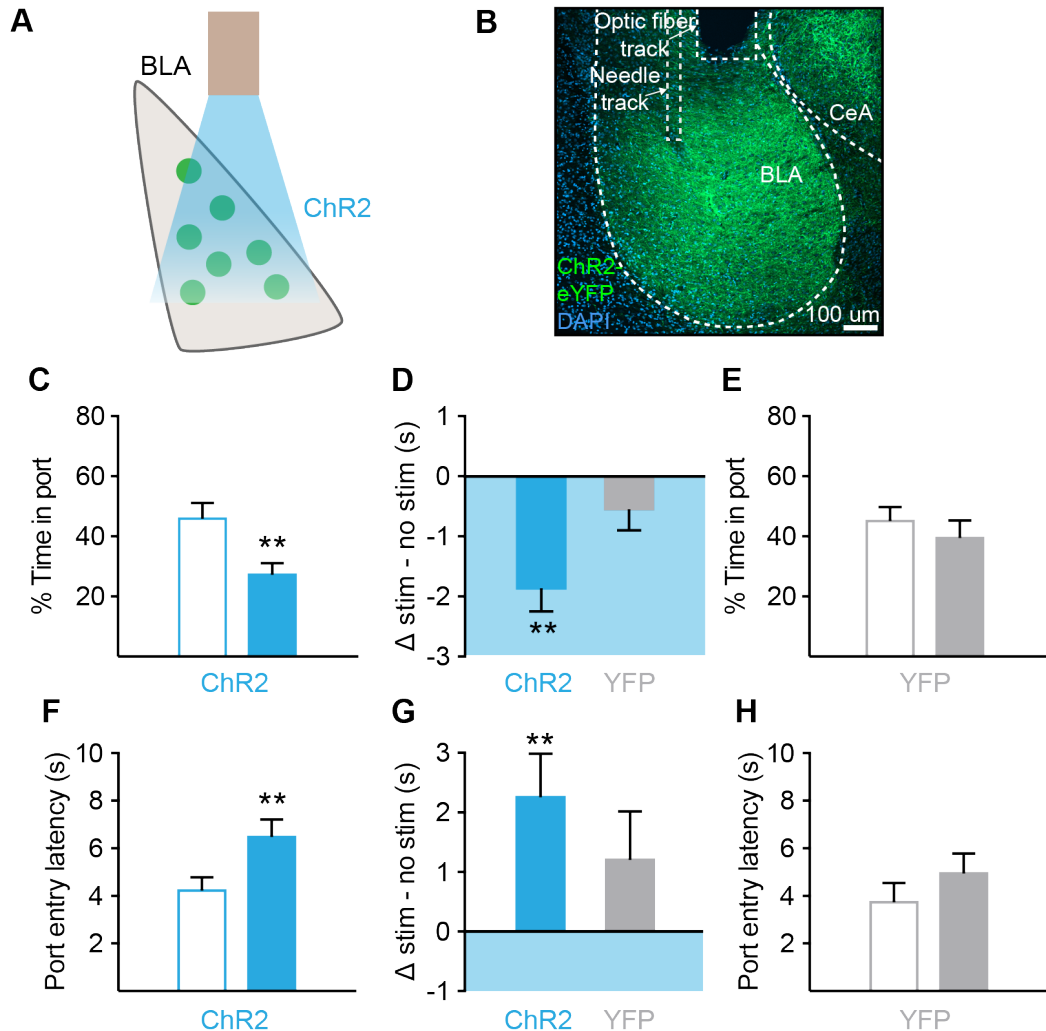 A
BLA
ChR2
B
Optic fiber
track
Needle
track
CeA
BLA
ChR2-
eYFP
DAPI
100 um
C
% Time in port
80
60
40
20
**
ChR2
D
Δ stim - no stim (s)
1
0
-1
-2
-3
**
ChR2 YFP
E
% Time in port
80
60
40
20
YFP
F
Port entry latency (s)
10
8
6
4
2
**
ChR2
G
Δ stim - no stim (s)
3
2
1
0
-1
**
ChR2 YFP
H
Port entry latency (s)
10
8
6
4
2
YFP